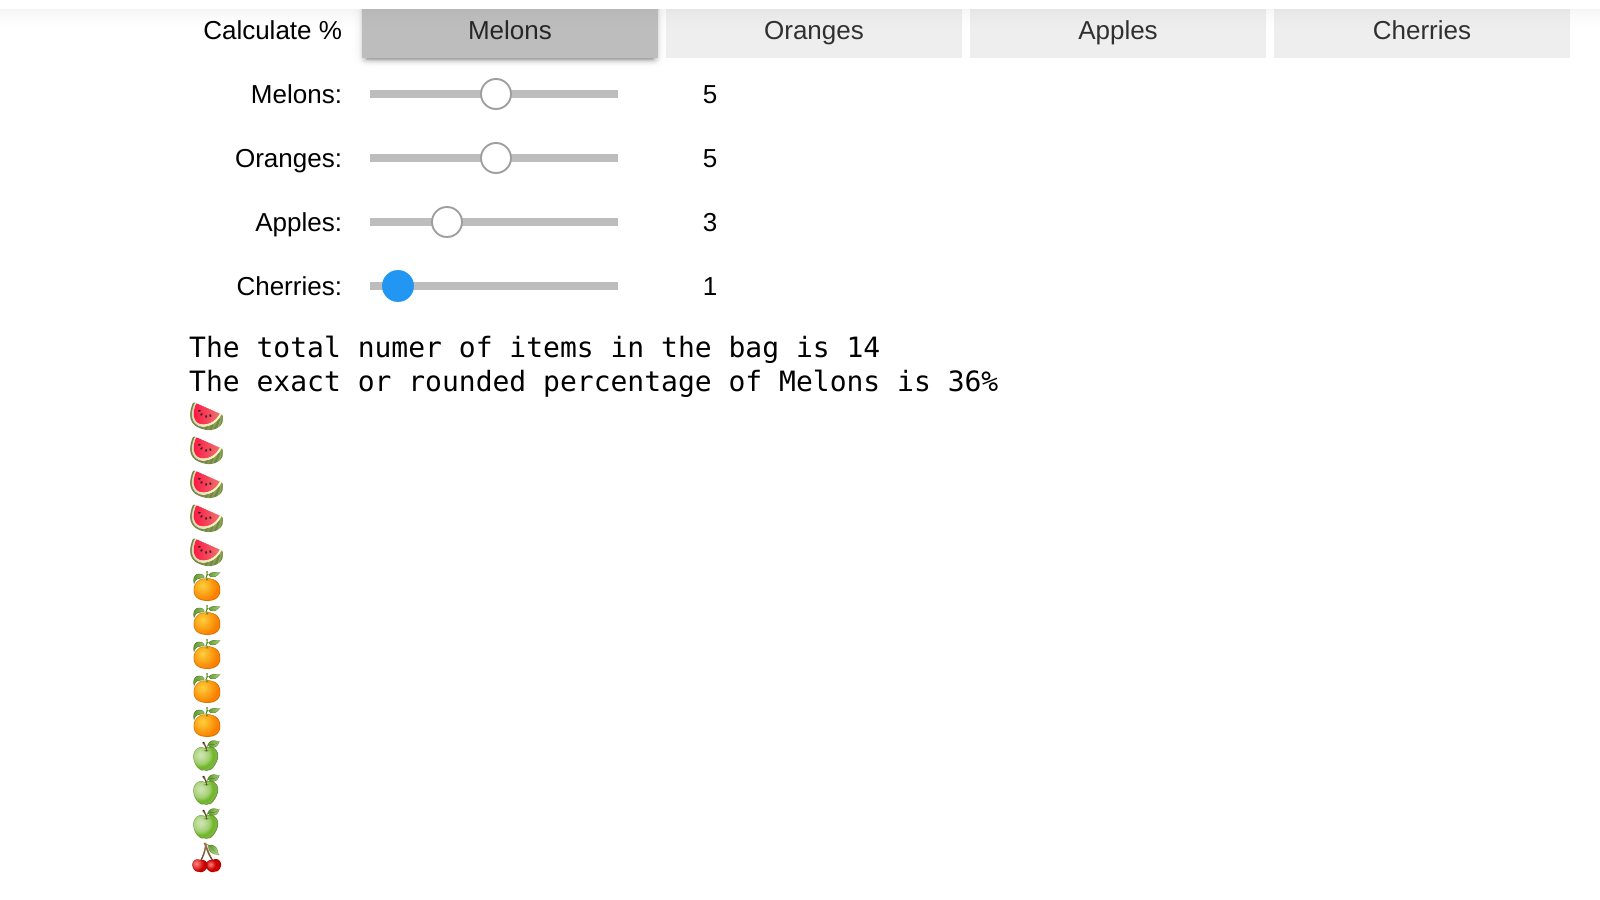 Calculate % Melons Oranges Apples Cherries
Melons: 5
Oranges: 5
Apples: 3
Cherries: 1
The total numer of items in the bag is 14
The exact or rounded percentage of Melons is 36%